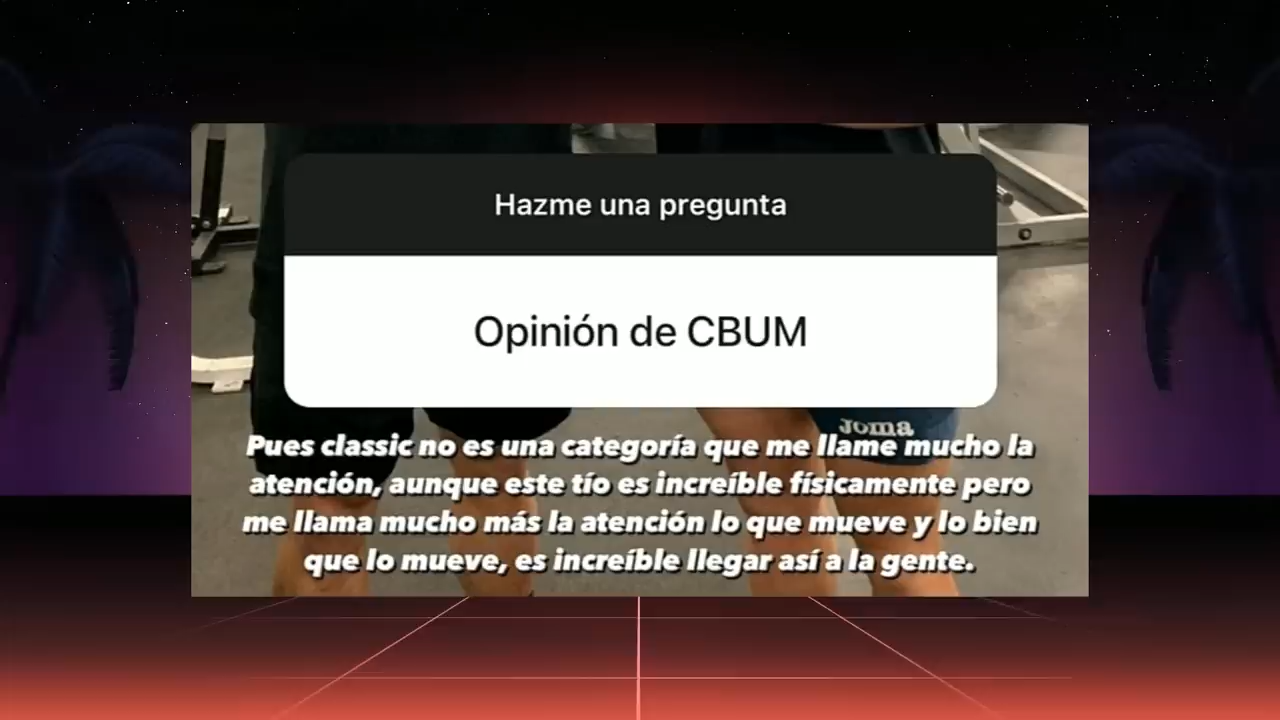 Hazme una pregunta
Opinión de CBUM
Joma
Pues classic no es una categoría que me llame mucho la
atención, aunque este tío es increíble físicamente pero
me llama mucho más la atención lo que mueve y lo bien
que lo mueve, es increíble llegar así a la gente.